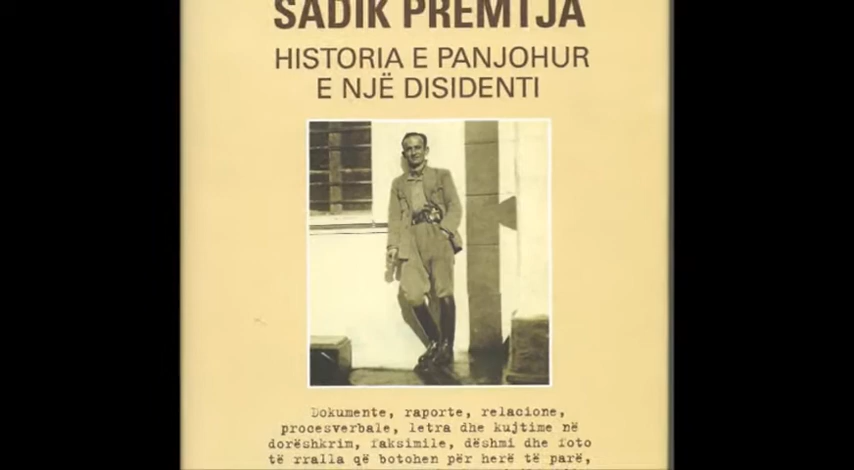 SADIK PREMTJA
HISTORIA E PANJOHUR
E NJË DISIDENTI
Dokumente, raporte, relacione,
procesverbale, letra dhe kujtime në
dorëshkrim, faksimile, dëshmi dhe foto
të rralla që botohen për herë të parë,